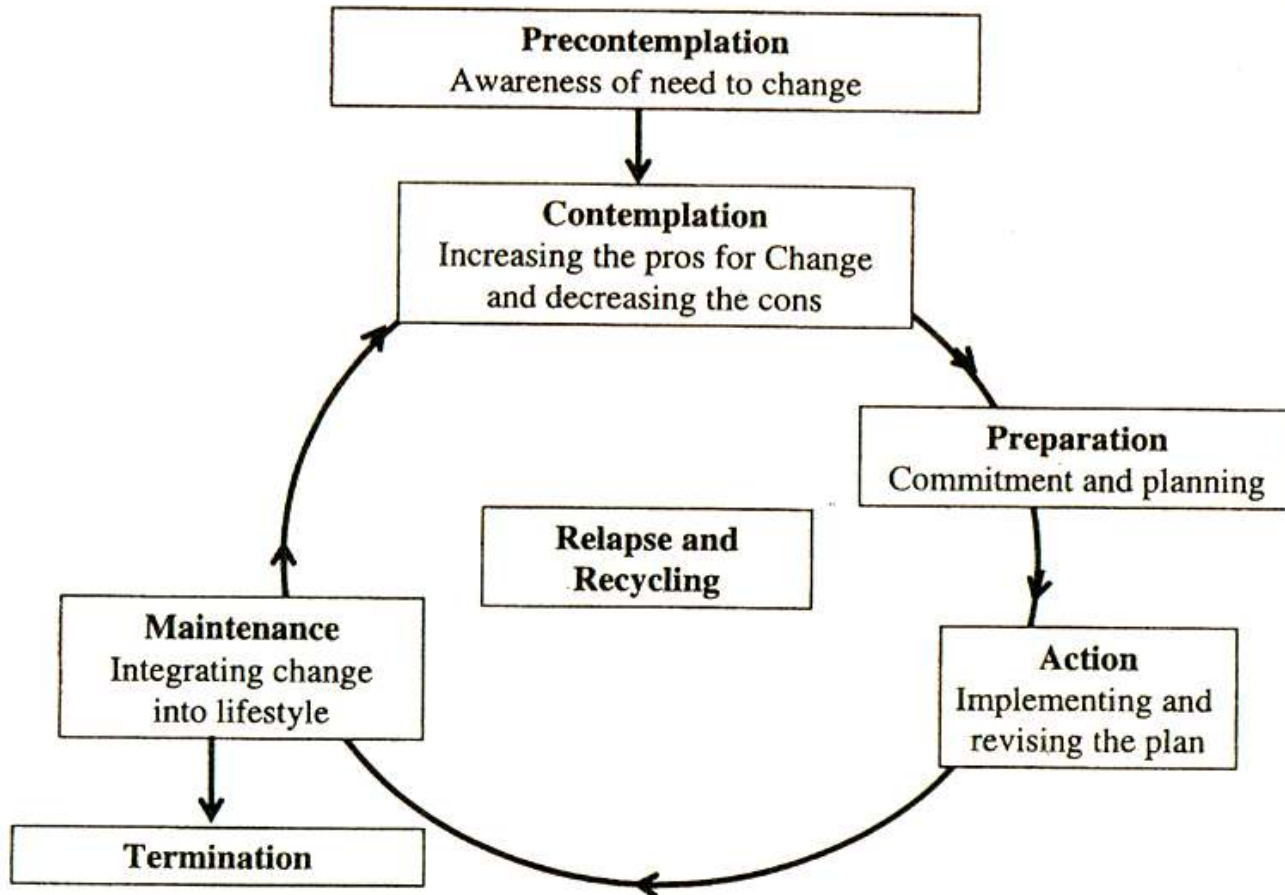 Precontemplation
Awareness of need to change
Contemplation
Increasing the pros for Change
and decreasing the cons
Preparation
Commitment and planning
Relapse and
Recycling
Maintenance
Integrating change
into lifestyle
Action
Implementing and
revising the plan
Termination